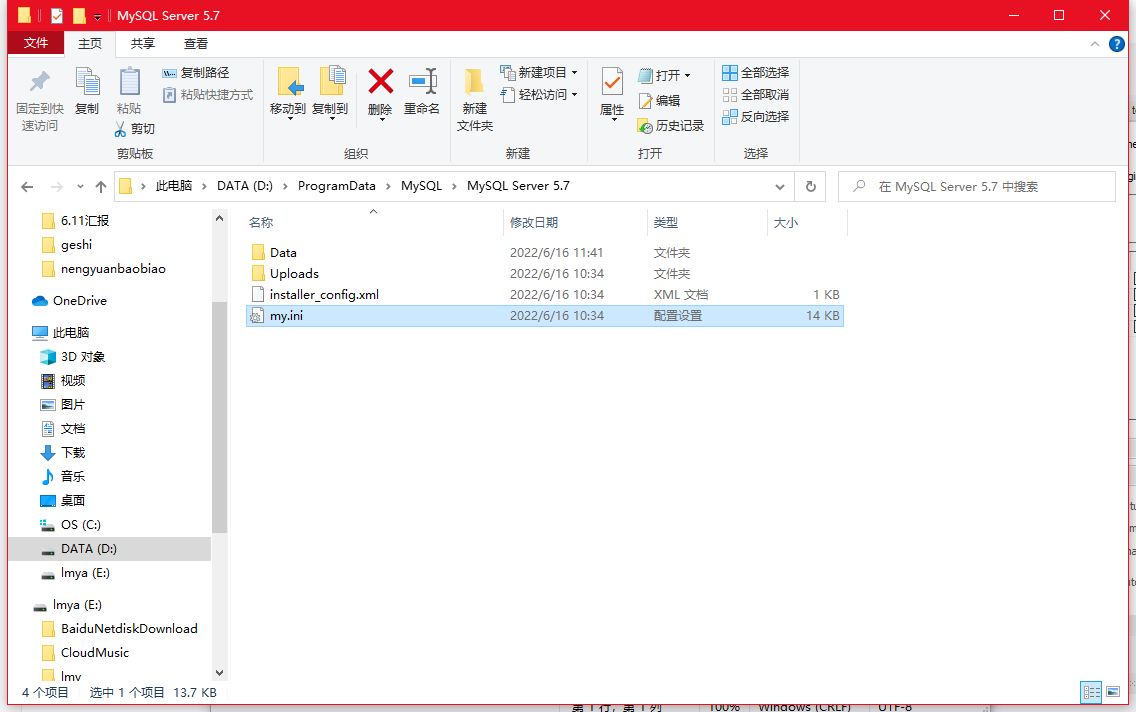 MySQL Server 5.7
文件 主页 共享 查看
固定到快速访问
复制
粘贴
复制路径
粘贴快捷方式
剪切
剪贴板
移动到
复制到
删除
重命名
组织
新建文件夹
新建项目
轻松访问
新建
属性
打开
编辑
历史记录
打开
全部选择
全部取消
反向选择
选择
此电脑 DATA (D:) ProgramData MySQL MySQL Server 5.7
在 MySQL Server 5.7 中搜索
6.11汇报
geshi
nengyuanbaobiao
OneDrive
此电脑
3D 对象
视频
图片
文档
下载
音乐
桌面
OS (C:)
DATA (D:)
lmya (E:)
lmya (E:)
BaiduNetdiskDownload
CloudMusic
lmv
名称 修改日期 类型 大小
Data 2022/6/16 11:41 文件夹
Uploads 2022/6/16 10:34 文件夹
installer_config.xml 2022/6/16 10:34 XML 文档 1 KB
my.ini 2022/6/16 10:34 配置设置 14 KB
4 个项目 选中 1 个项目 13.7 KB
第 1 行，第 1 列 100% Windows (CRLF) UTF-8